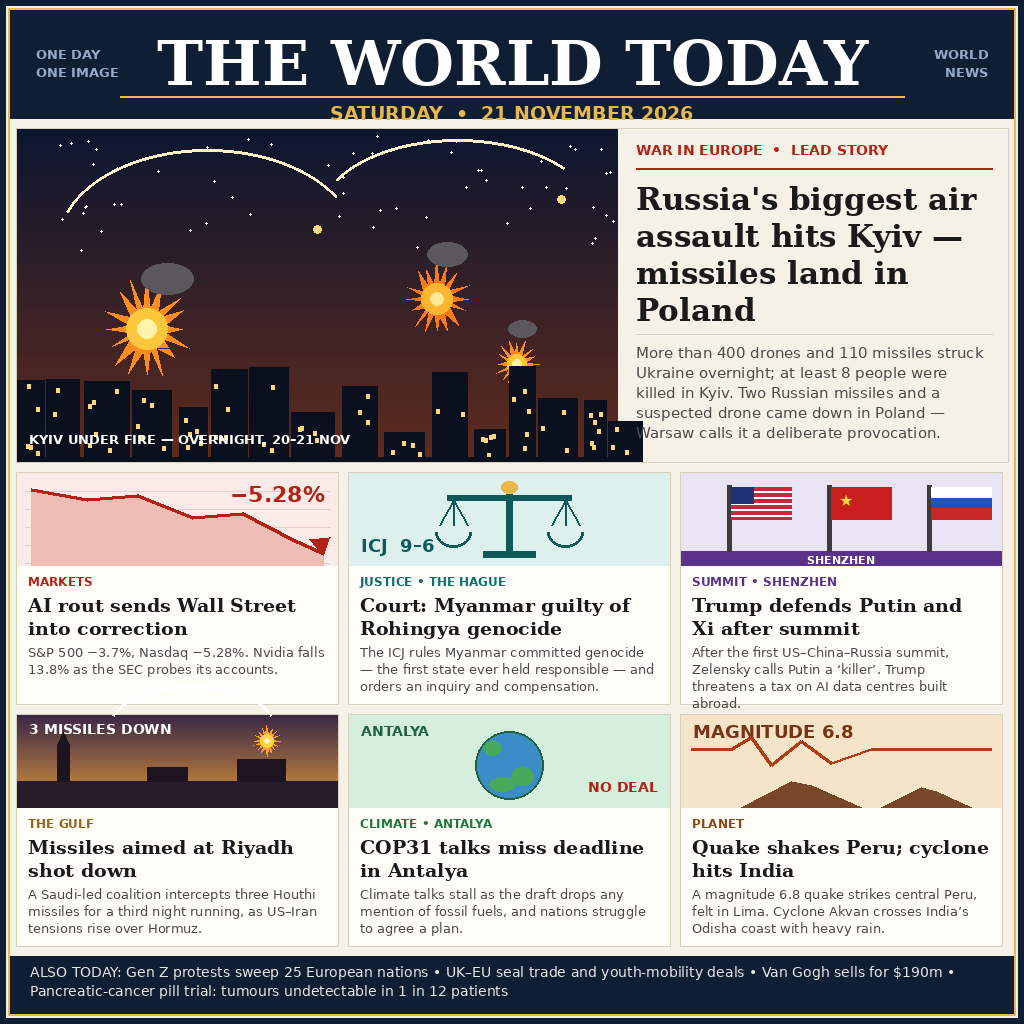 ONE DAY
ONE IMAGE
THE WORLD TODAY
WORLD
NEWS
SATURDAY • 21 NOVEMBER 2026
KYIV UNDER FIRE — OVERNIGHT, 20–21 NOV
WAR IN EUROPE • LEAD STORY
Russia's biggest air
assault hits Kyiv —
missiles land in
Poland
More than 400 drones and 110 missiles struck
Ukraine overnight; at least 8 people were
killed in Kyiv. Two Russian missiles and a
suspected drone came down in Poland —
Warsaw calls it a deliberate provocation.
−5.28%
MARKETS
AI rout sends Wall Street
into correction
S&P 500 −3.7%, Nasdaq −5.28%. Nvidia falls
13.8% as the SEC probes its accounts.
ICJ 9–6
JUSTICE • THE HAGUE
Court: Myanmar guilty of
Rohingya genocide
The ICJ rules Myanmar committed genocide
— the first state ever held responsible — and
orders an inquiry and compensation.
SHENZHEN
SUMMIT • SHENZHEN
Trump defends Putin and
Xi after summit
After the first US–China–Russia summit,
Zelensky calls Putin a ‘killer’. Trump
threatens a tax on AI data centres built
abroad.
3 MISSILES DOWN
THE GULF
Missiles aimed at Riyadh
shot down
A Saudi-led coalition intercepts three Houthi
missiles for a third night running, as US–Iran
tensions rise over Hormuz.
ANTALYA
NO DEAL
CLIMATE • ANTALYA
COP31 talks miss deadline
in Antalya
Climate talks stall as the draft drops any
mention of fossil fuels, and nations struggle
to agree a plan.
MAGNITUDE 6.8
PLANET
Quake shakes Peru; cyclone
hits India
A magnitude 6.8 quake strikes central Peru,
felt in Lima. Cyclone Akvan crosses India’s
Odisha coast with heavy rain.
ALSO TODAY: Gen Z protests sweep 25 European nations • UK–EU seal trade and youth-mobility deals • Van Gogh sells for $190m •
Pancreatic-cancer pill trial: tumours undetectable in 1 in 12 patients